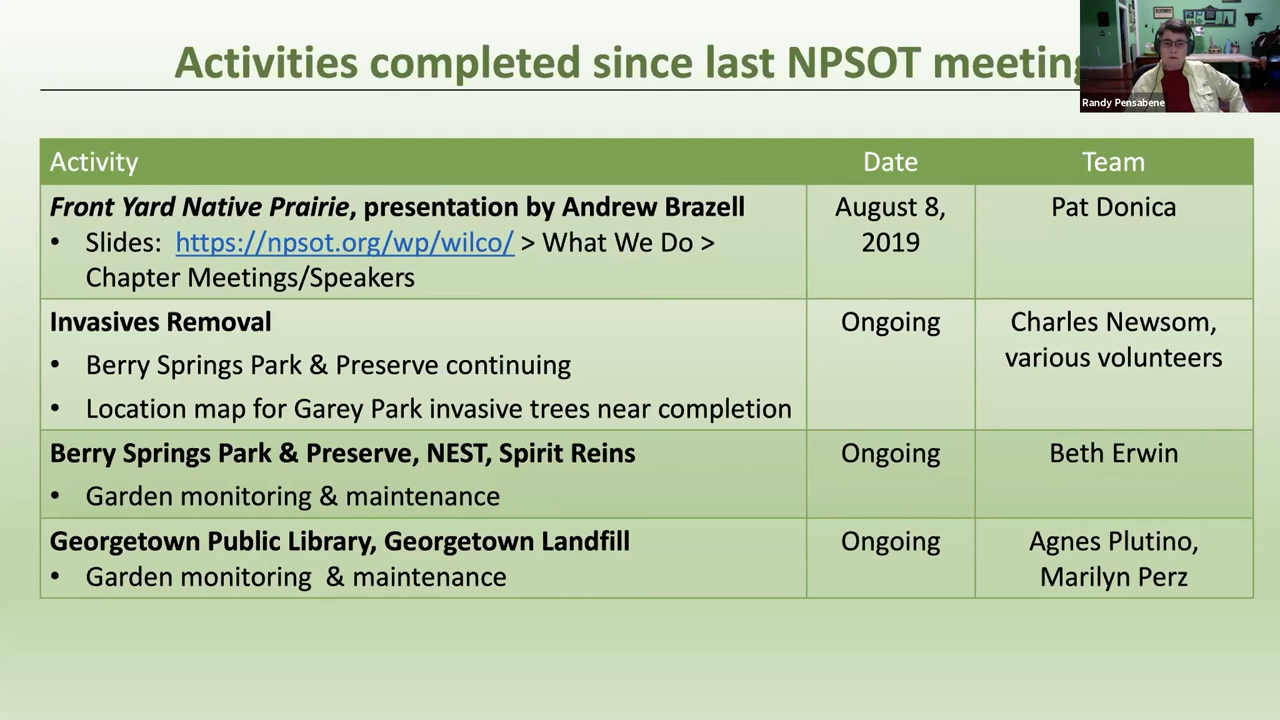 Activities completed since last NPSOT meeting
Randy Pensabene
Activity Date Team
Front Yard Native Prairie, presentation by Andrew Brazell August 8, Pat Donica
• Slides: https://npsot.org/wp/wilco/ > What We Do > 2019
Chapter Meetings/Speakers
Invasives Removal Ongoing Charles Newsom,
various volunteers
• Berry Springs Park & Preserve continuing
• Location map for Garey Park invasive trees near completion
Berry Springs Park & Preserve, NEST, Spirit Reins Ongoing Beth Erwin
• Garden monitoring & maintenance
Georgetown Public Library, Georgetown Landfill Ongoing Agnes Plutino,
• Garden monitoring & maintenance Marilyn Perz